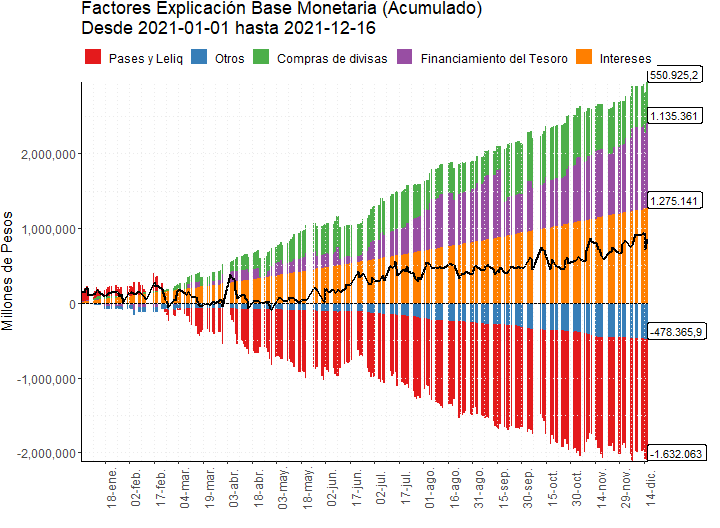 Factores Explicación Base Monetaria (Acumulado)
Desde 2021-01-01 hasta 2021-12-16
Pases y Leliq Otros Compras de divisas Financiamiento del Tesoro Intereses
550.925,2
1.135.361
2,000,000
1.275.141
1,000,000
0
-478.365,9
-1,000,000
-1.632.063
-2,000,000
Millones de Pesos
18-ene. 02-feb. 17-feb. 04-mar. 19-mar. 03-abr. 18-abr. 03-may. 18-may. 02-jun. 17-jun. 02-jul. 17-jul. 01-ago. 16-ago. 31-ago. 15-sep. 30-sep. 15-oct. 30-oct. 14-nov. 29-nov. 14-dic.